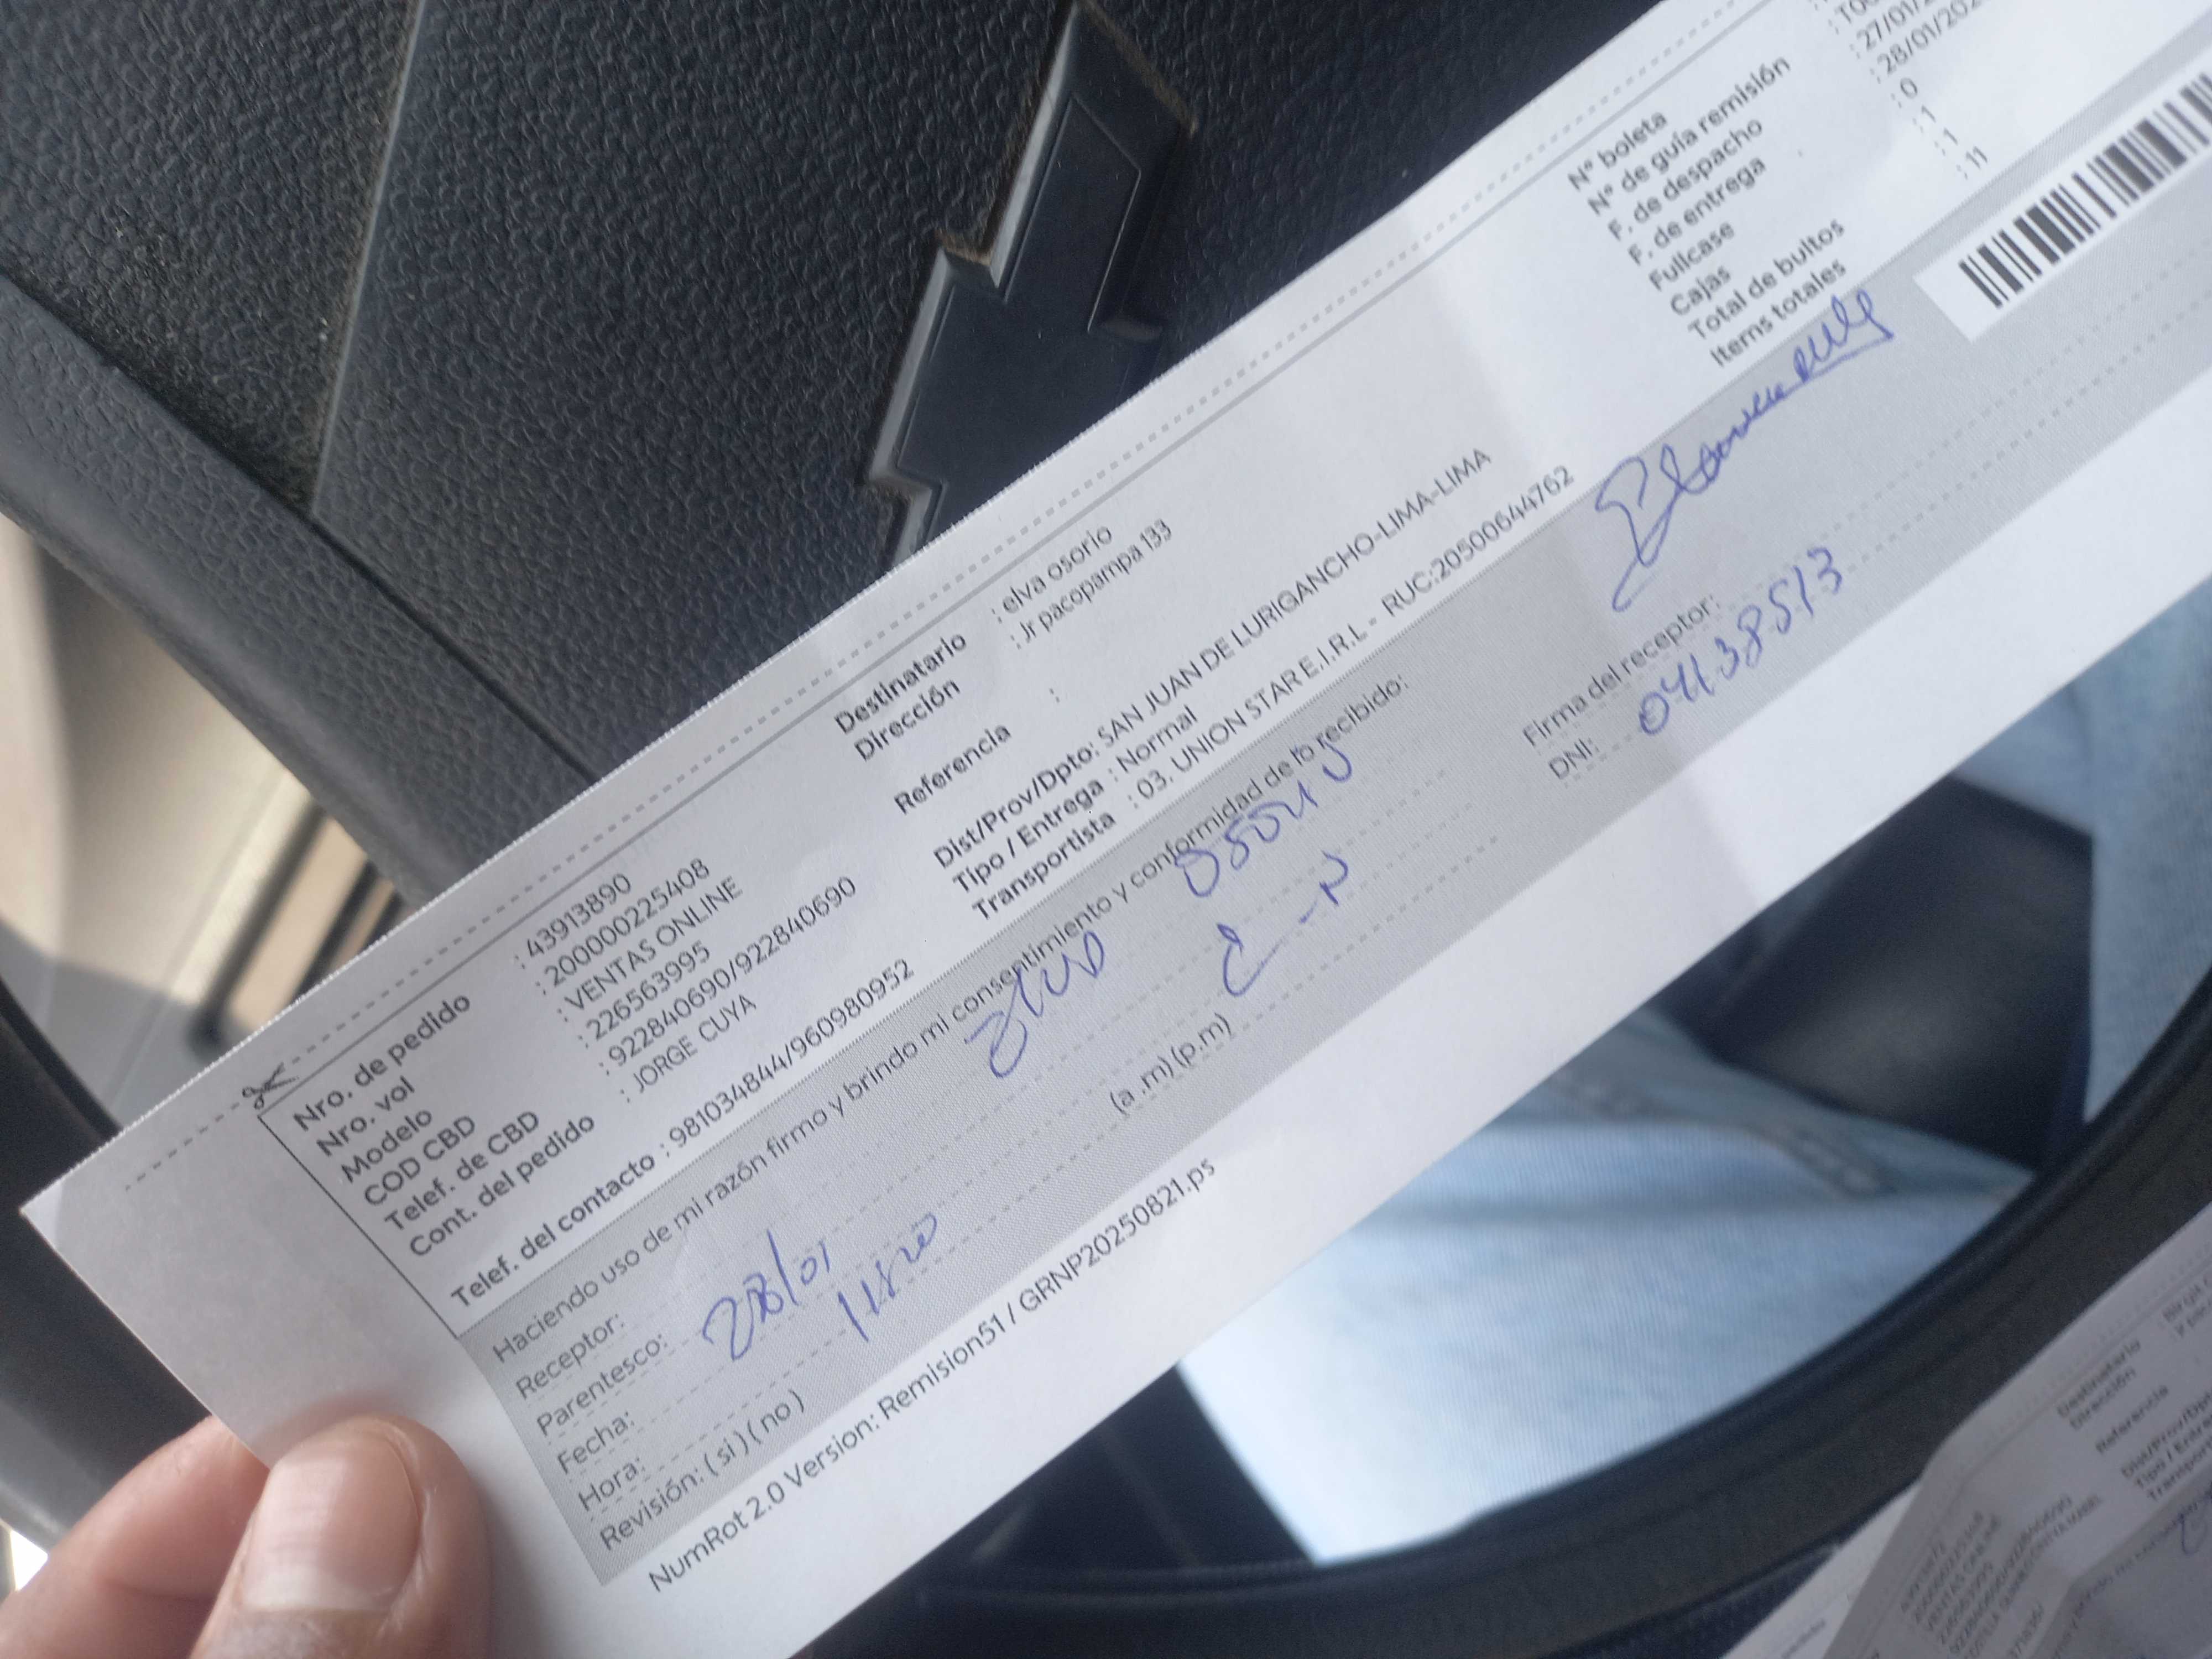 Nro. de pedido : 43913890
Nro. vol : 200000225408
Modelo : VENTAS ONLINE
COD CBD : 226563995
Telef. de CBD : 922840690/922840690
Cont. del pedido : JORGE CUYA
Telef. del contacto : 981034844/960980952
Destinatario : elva osorio
Dirección : Jr pacopampa 133
Referencia :
Dist/Prov/Dpto: SAN JUAN DE LURIGANCHO-LIMA-LIMA
Tipo / Entrega : Normal
Transportista : 03. UNION STAR E.I.R.L - RUC:20500644762
N° boleta
N° de guía remisión
F. de despacho : 27/01/
F. de entrega : 28/01/202
Fullcase : 0
Cajas : 1
Total de bultos : 1
Items totales : 11
Haciendo uso de mi razón firmo y brindo mi consentimiento y conformidad de lo recibido:
Receptor: Elva Osorio
Parentesco:
Fecha: 28/01
Hora: 11:20 (a.m) (p.m)
Revisión: ( si ) ( no )
Firma del receptor:
DNI: 04138513
NumRot 2.0 Version: Remision51 / GRNP20250821.ps
Destinatario
Dirección
Referencia